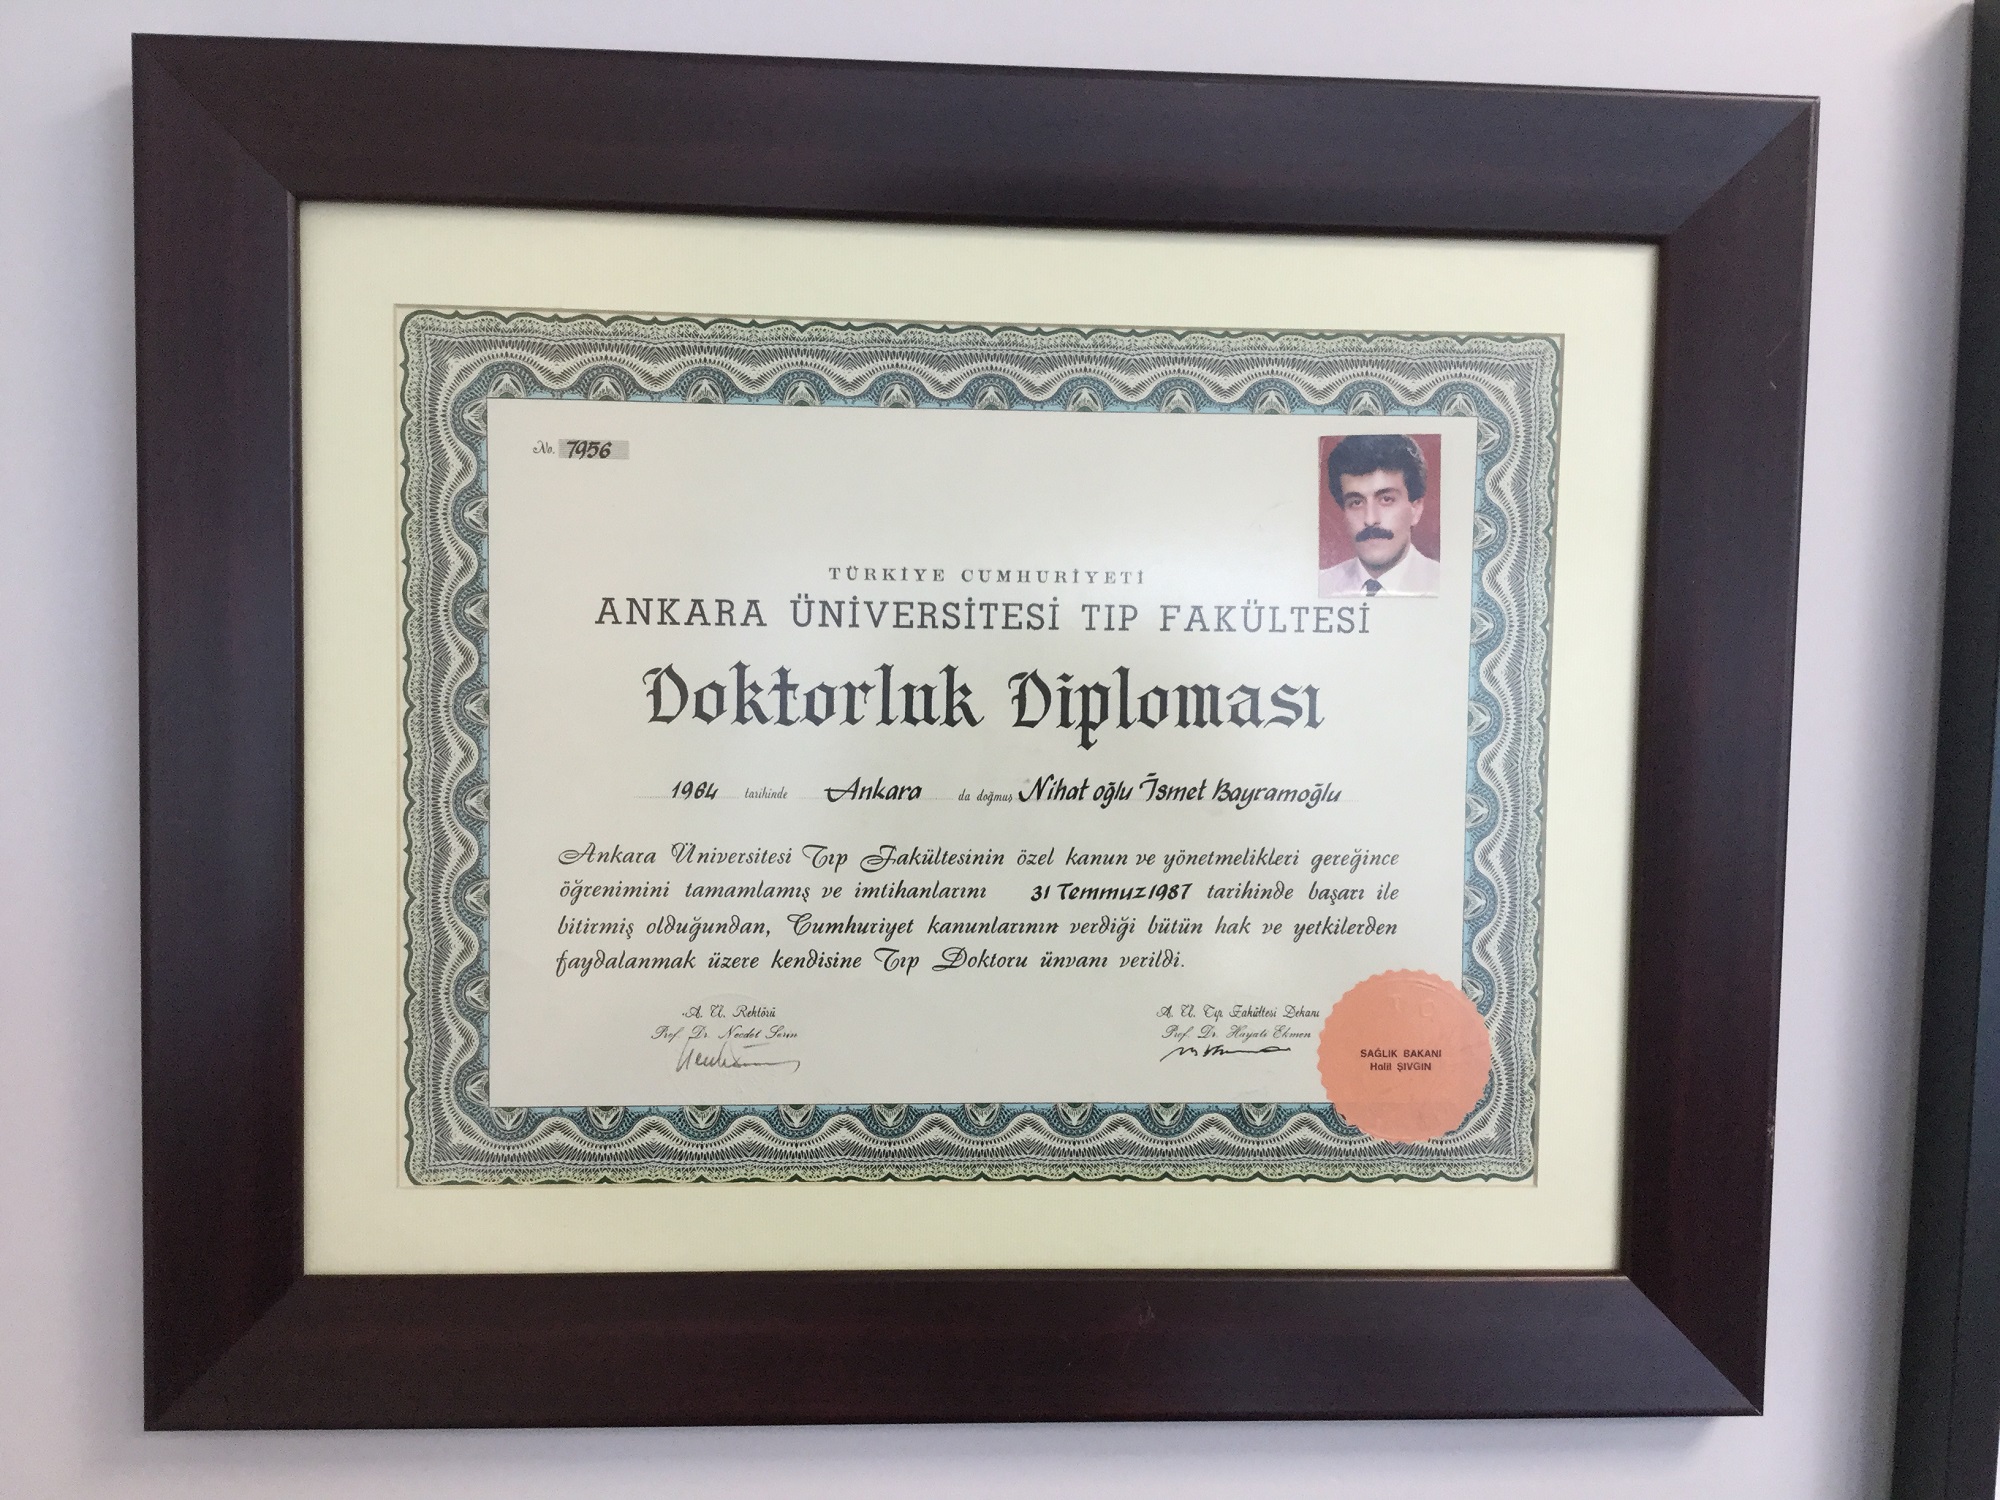 No. 7956
TÜRKİYE CUMHURİYETİ
ANKARA ÜNİVERSİTESİ TIP FAKÜLTESİ
Doktorluk Diploması
1964 tarihinde Ankara da doğmuş Nihat oğlu İsmet Bayramoğlu
Ankara Üniversitesi Tıp Fakültesinin özel kanun ve yönetmelikleri gereğince
öğrenimini tamamlamış ve imtihanlarını 31 Temmuz 1987 tarihinde başarı ile
bitirmiş olduğundan, Cumhuriyet kanunlarının verdiği bütün hak ve yetkilerden
faydalanmak üzere kendisine Tıp Doktoru ünvanı verildi.
A. Ü. Rektörü
Prof. Dr. Necdet Serin
A. Ü. Tıp Fakültesi Dekanı
Prof. Dr. Hayati Ekmen
SAĞLIK BAKANI
Halil ŞIVGIN